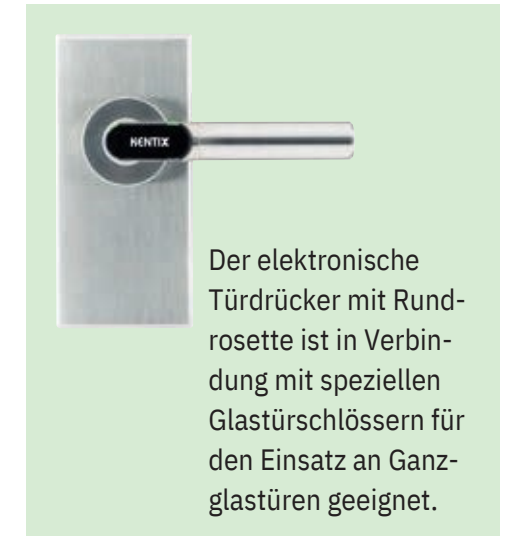 KENTIX
Der elektronische
Türdrücker mit Rund-
rosette ist in Verbin-
dung mit speziellen
Glastürschlössern für
den Einsatz an Ganz-
glastüren geeignet.